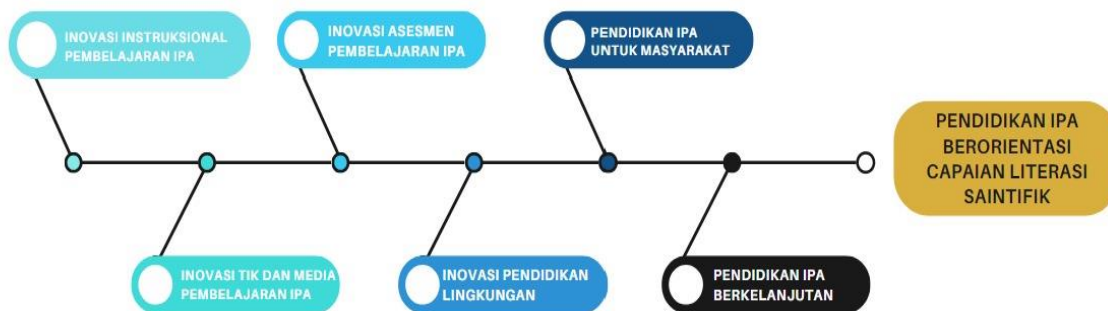 INOVASI INSTRUKSIONAL
PEMBELAJARAN IPA
INOVASI ASESMEN
PEMBELAJARAN IPA
PENDIDIKAN IPA
UNTUK MASYARAKAT
PENDIDIKAN IPA
BERORIENTASI
CAPAIAN LITERASI
SAINTIFIK
INOVASI TIK DAN MEDIA
PEMBELAJARAN IPA
INOVASI PENDIDIKAN
LINGKUNGAN
PENDIDIKAN IPA
BERKELANJUTAN